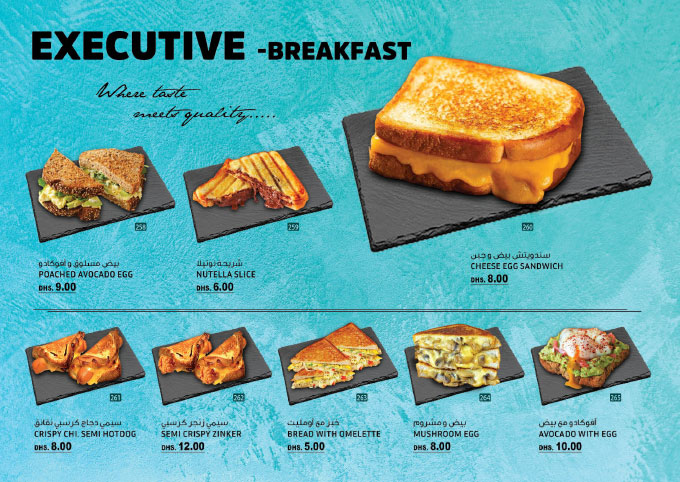 EXECUTIVE -BREAKFAST
Where taste
meets quality.....
258
بيض مسلوق و افوكادو
POACHED AVOCADO EGG
DHS. 9.00
259
شريحة نوتيلا
NUTELLA SLICE
DHS. 6.00
260
سندويتش بيض و جبن
CHEESE EGG SANDWICH
DHS. 8.00
261
سيمي دجاج كرسبي نقانق
CRISPY CHI. SEMI HOTDOG
DHS. 8.00
262
سيمي زنجر كرسبي
SEMI CRISPY ZINKER
DHS. 12.00
263
خبز مع أومليت
BREAD WITH OMELETTE
DHS. 5.00
264
بيض و مشروم
MUSHROOM EGG
DHS. 8.00
265
أفوكادو مع بيض
AVOCADO WITH EGG
DHS. 10.00